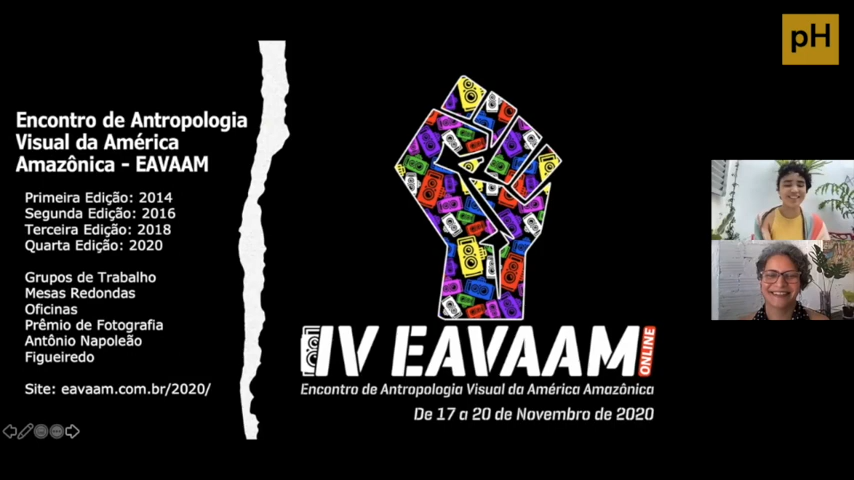 pH
Encontro de Antropologia
Visual da América
Amazônica - EAVAAM
Primeira Edição: 2014
Segunda Edição: 2016
Terceira Edição: 2018
Quarta Edição: 2020
Grupos de Trabalho
Mesas Redondas
Oficinas
Prêmio de Fotografia
Antônio Napoleão
Figueiredo
Site: eavaam.com.br/2020/
IV EAVAAM ONLINE
Encontro de Antropologia Visual da América Amazônica
De 17 a 20 de Novembro de 2020